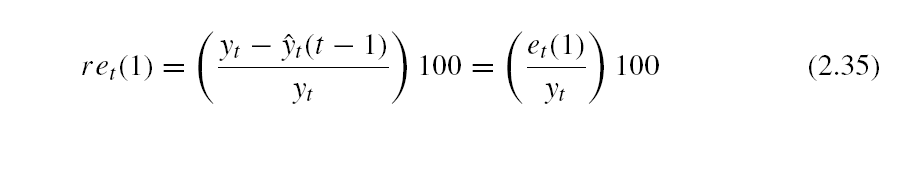 re_t(1) = ( (y_t − ŷ_t(t − 1)) / y_t ) 100 = ( e_t(1) / y_t ) 100 (2.35)